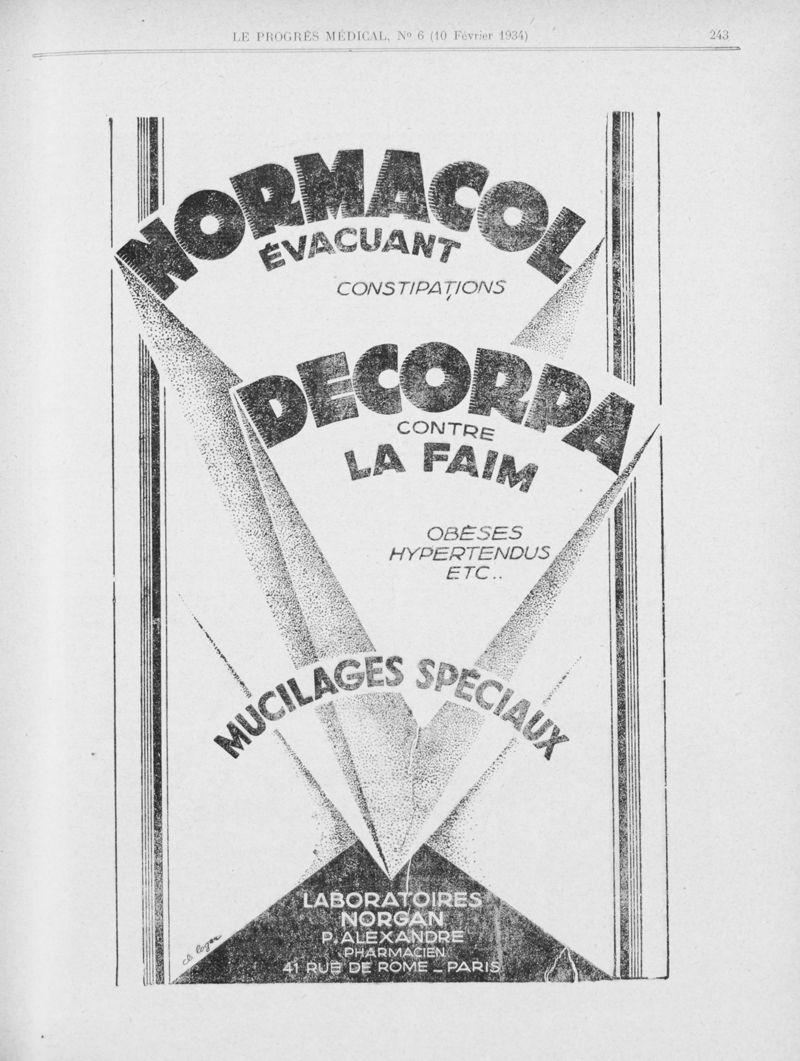 LE PROGRÈS MÉDICAL, No 6 (10 Février 1934)
243
NORMACOL
ÉVACUANT
CONSTIPATIONS
DECORPA
CONTRE
LA FAIM
OBÈSES
HYPERTENDUS
ETC..
MUCILAGES SPÉCIAUX
LABORATOIRES
NORGAN
P. ALEXANDRE
PHARMACIEN
41 RUE DE ROME _ PARIS